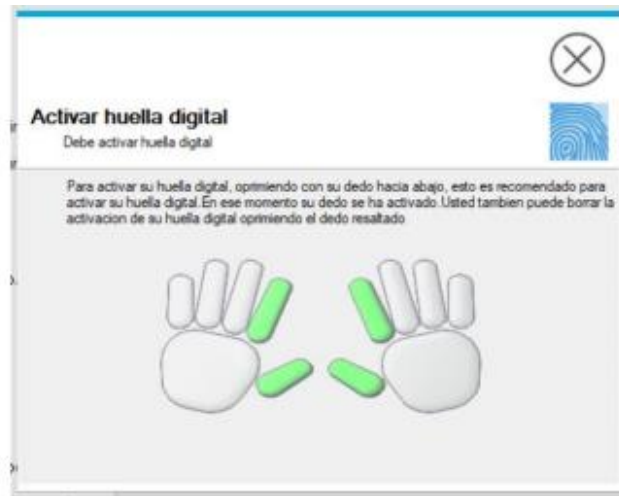 Activar huella digital
Debe activar huella digtal
Para activar su huella digital, oprimiendo con su dedo hacia abajo, esto es recomendado para
activar su huella digital.En ese momento su dedo se ha activado.Usted tambien puede borrar la
activacion de su huella digital oprimiendo el dedo resaltado